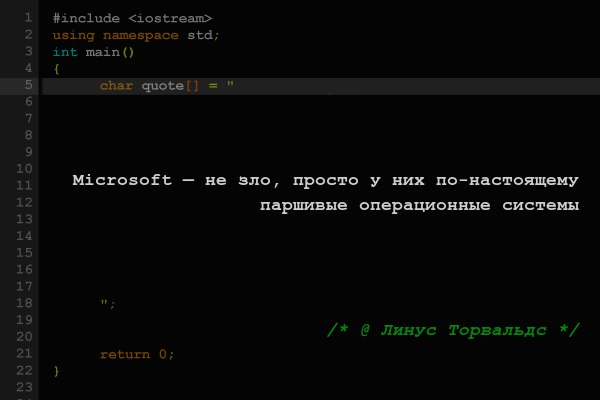 1 #include <iostream>
2 using namespace std;
3 int main()
4 {
5 char quote[] = "
6
7
8
9
10
11 Microsoft — не зло, просто у них по-настоящему
12 паршивые операционные системы
13
14
15
16
17
18 ";
19
20 /* @ Линус Торвальдс */
21 return 0;
22 }
23